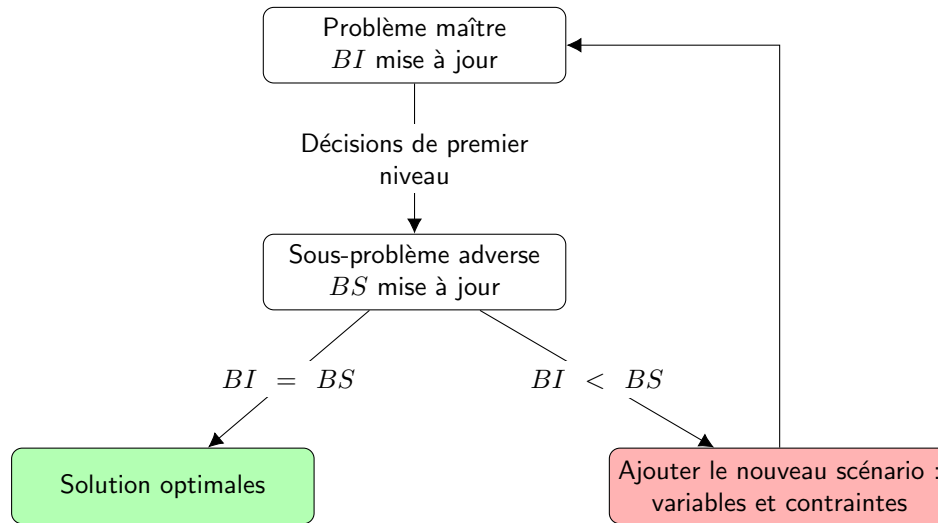 Problème maître
BI mise à jour
Décisions de premier
niveau
Sous-problème adverse
BS mise à jour
BI = BS
BI < BS
Solution optimales
Ajouter le nouveau scénario :
variables et contraintes